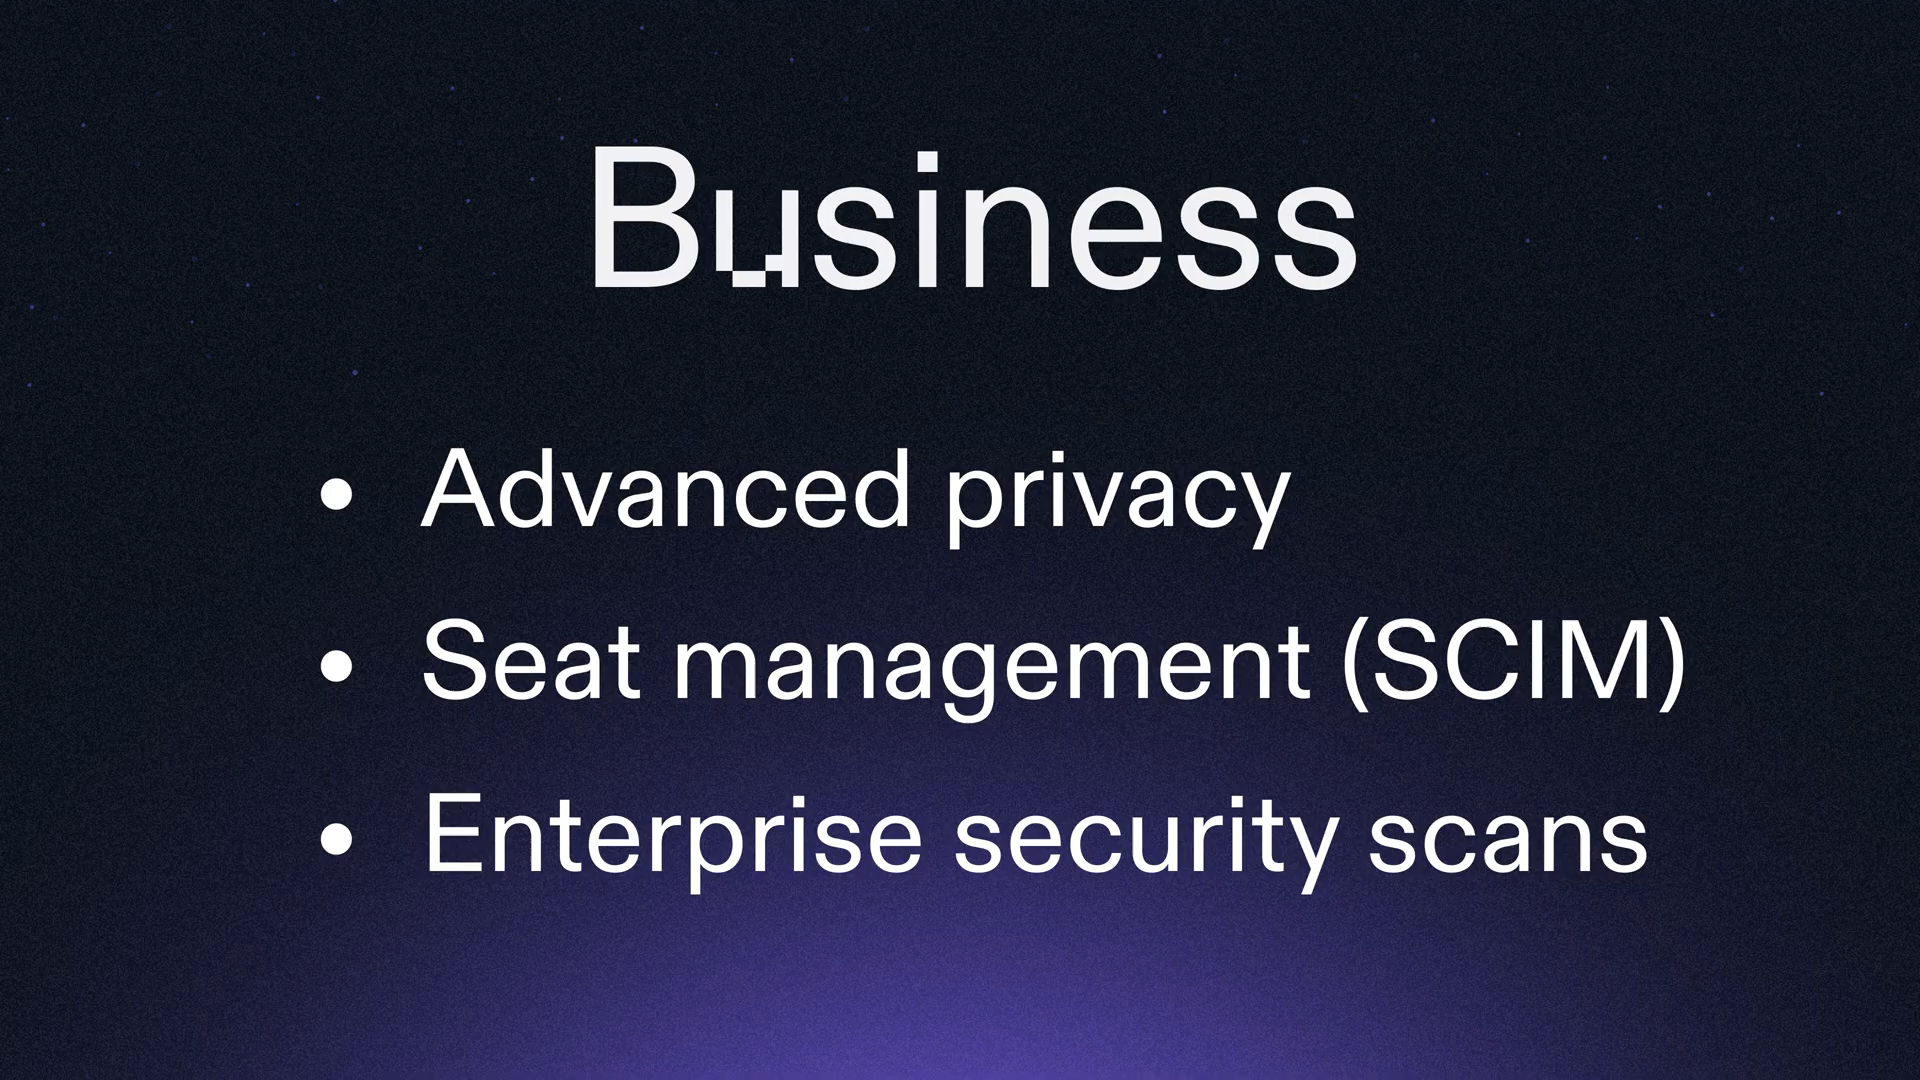 Business
• Advanced privacy
• Seat management (SCIM)
• Enterprise security scans